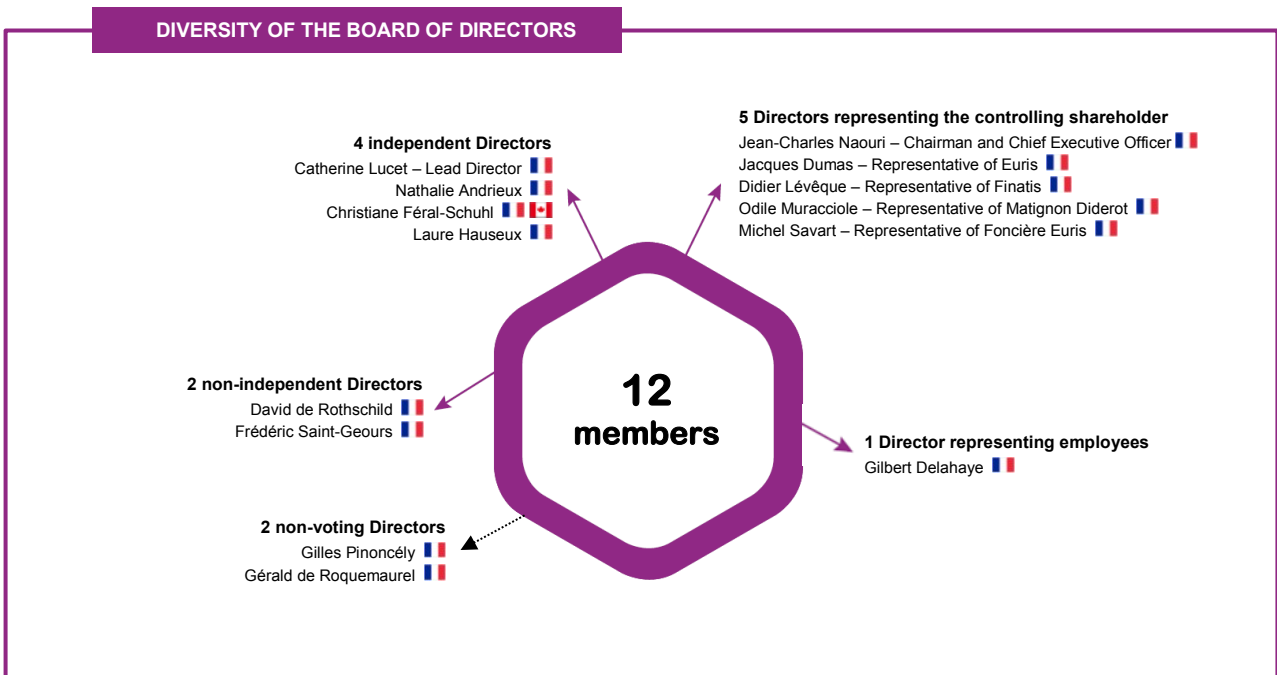 DIVERSITY OF THE BOARD OF DIRECTORS
4 independent Directors
Catherine Lucet – Lead Director
Nathalie Andrieux
Christiane Féral-Schuhl
Laure Hauseux
5 Directors representing the controlling shareholder
Jean-Charles Naouri – Chairman and Chief Executive Officer
Jacques Dumas – Representative of Euris
Didier Lévêque – Representative of Finatis
Odile Muracciole – Representative of Matignon Diderot
Michel Savart – Representative of Foncière Euris
2 non-independent Directors
David de Rothschild
Frédéric Saint-Geours
12
members
1 Director representing employees
Gilbert Delahaye
2 non-voting Directors
Gilles Pinoncély
Gérald de Roquemaurel